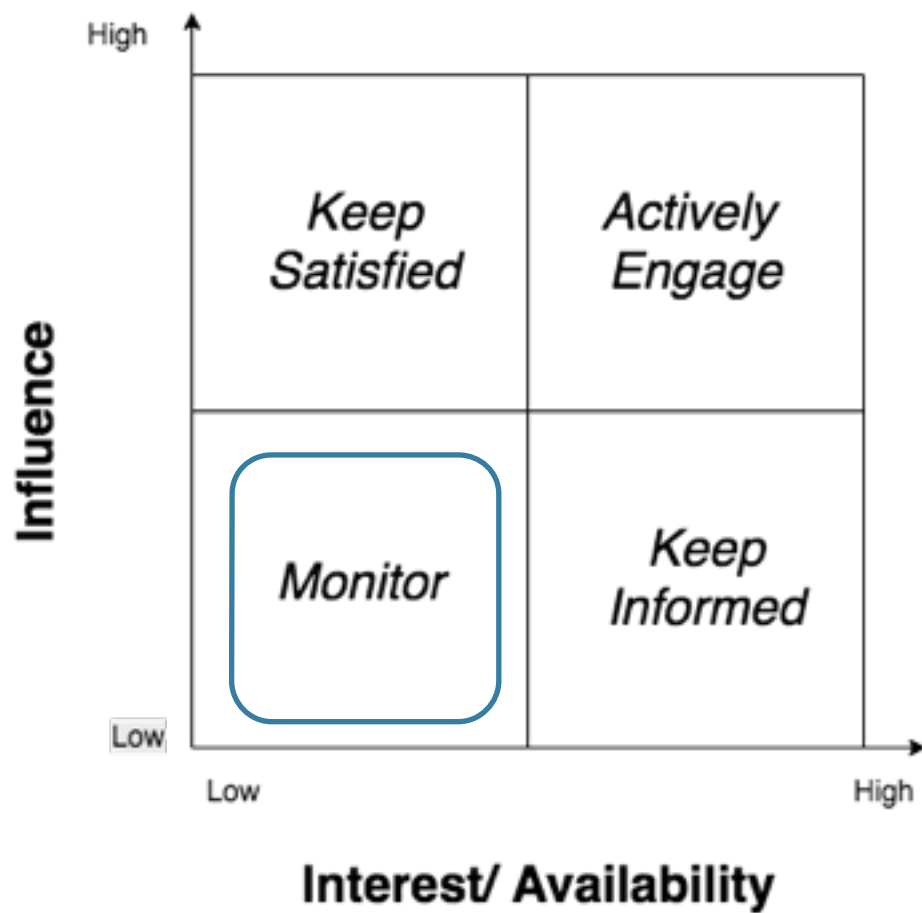 High
Keep
Satisfied
Actively
Engage
Influence
Monitor
Keep
Informed
Low
Low
High
Interest/ Availability